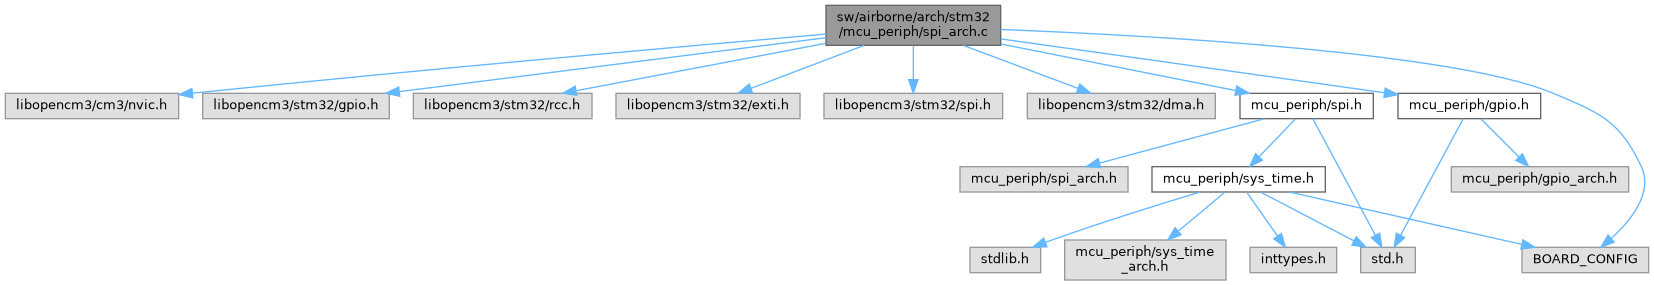 sw/airborne/arch/stm32
/mcu_periph/spi_arch.c
libopencm3/cm3/nvic.h
libopencm3/stm32/gpio.h
libopencm3/stm32/rcc.h
libopencm3/stm32/exti.h
libopencm3/stm32/spi.h
libopencm3/stm32/dma.h
mcu_periph/spi.h
mcu_periph/gpio.h
mcu_periph/spi_arch.h
mcu_periph/sys_time.h
mcu_periph/gpio_arch.h
stdlib.h
mcu_periph/sys_time
_arch.h
inttypes.h
std.h
BOARD_CONFIG